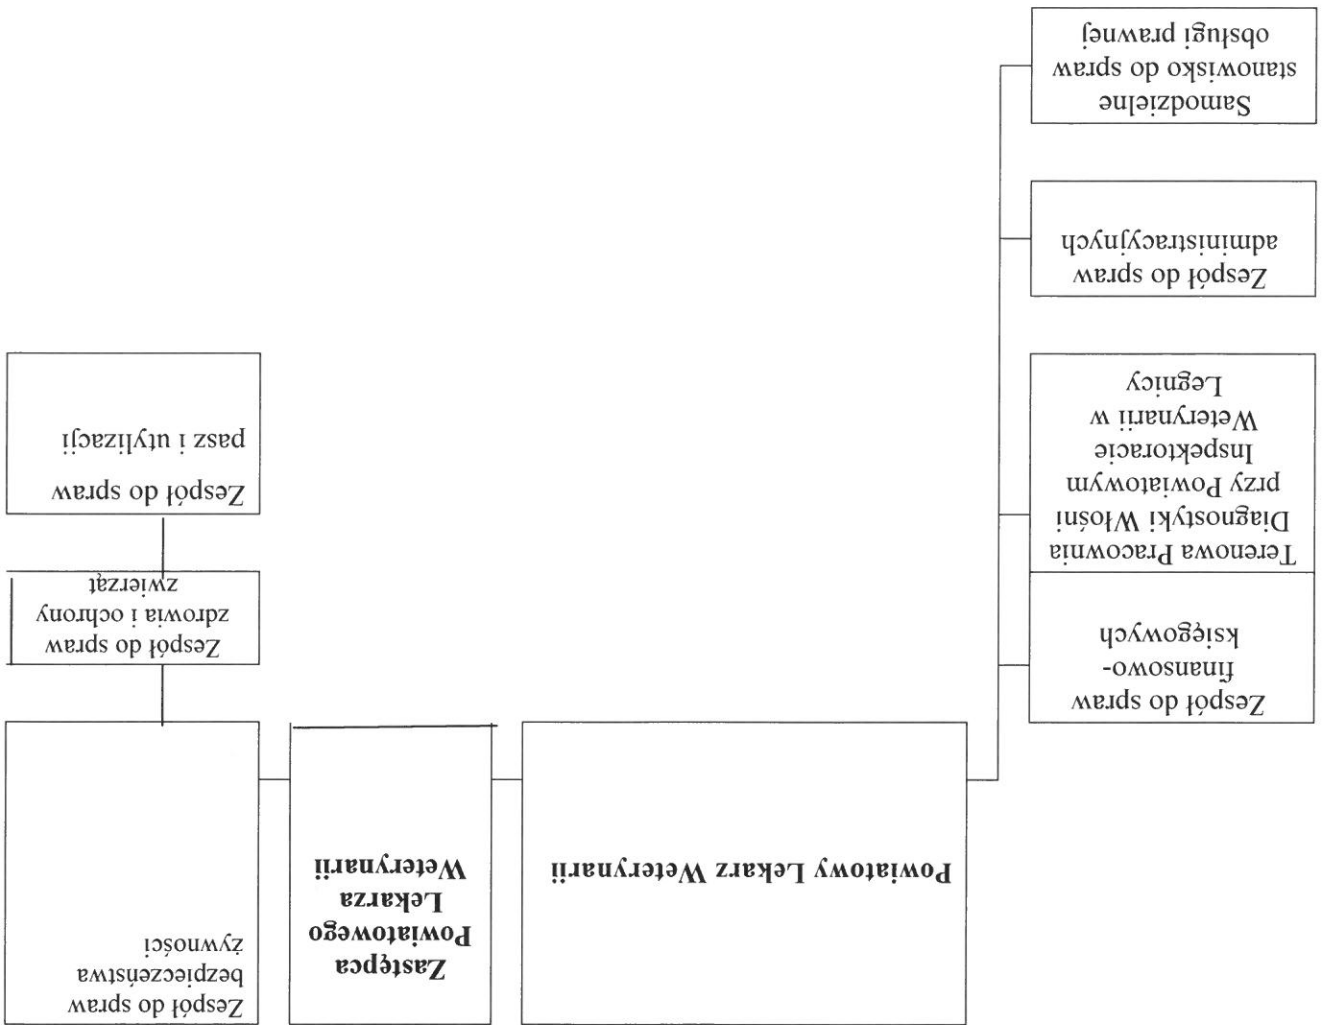 Powiatowy Lekarz Weterynarii
Zastępca
Powiatowego
Lekarza
Weterynarii
Zespół do spraw
bezpieczeństwa
żywności
Zespół do spraw
zdrowia i ochrony
zwierząt
Zespół do spraw
pasz i utylizacji
Zespół do spraw
finansowo-
księgowych
Terenowa Pracownia
Diagnostyki Włośni
przy Powiatowym
Inspektoracie
Weterynarii w
Legnicy
Zespół do spraw
administracyjnych
Samodzielne
stanowisko do spraw
obsługi prawnej